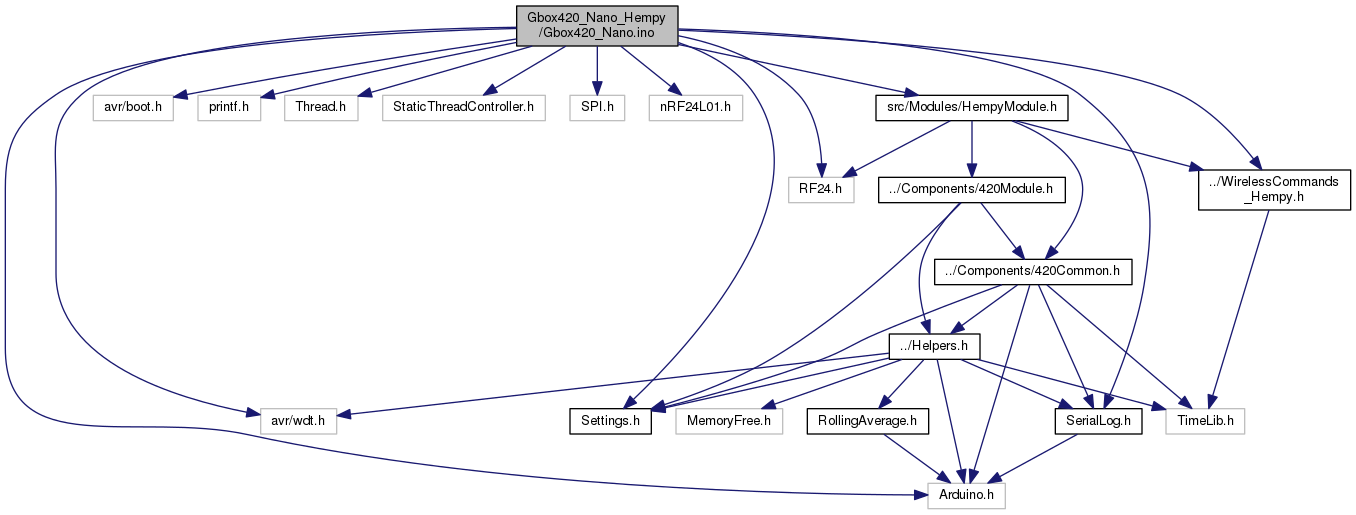 Gbox420_Nano_Hempy
/Gbox420_Nano.ino
avr/boot.h
printf.h
Thread.h
StaticThreadController.h
SPI.h
nRF24L01.h
src/Modules/HempyModule.h
RF24.h
../Components/420Module.h
../WirelessCommands
_Hempy.h
../Components/420Common.h
../Helpers.h
avr/wdt.h
Settings.h
MemoryFree.h
RollingAverage.h
SerialLog.h
TimeLib.h
Arduino.h